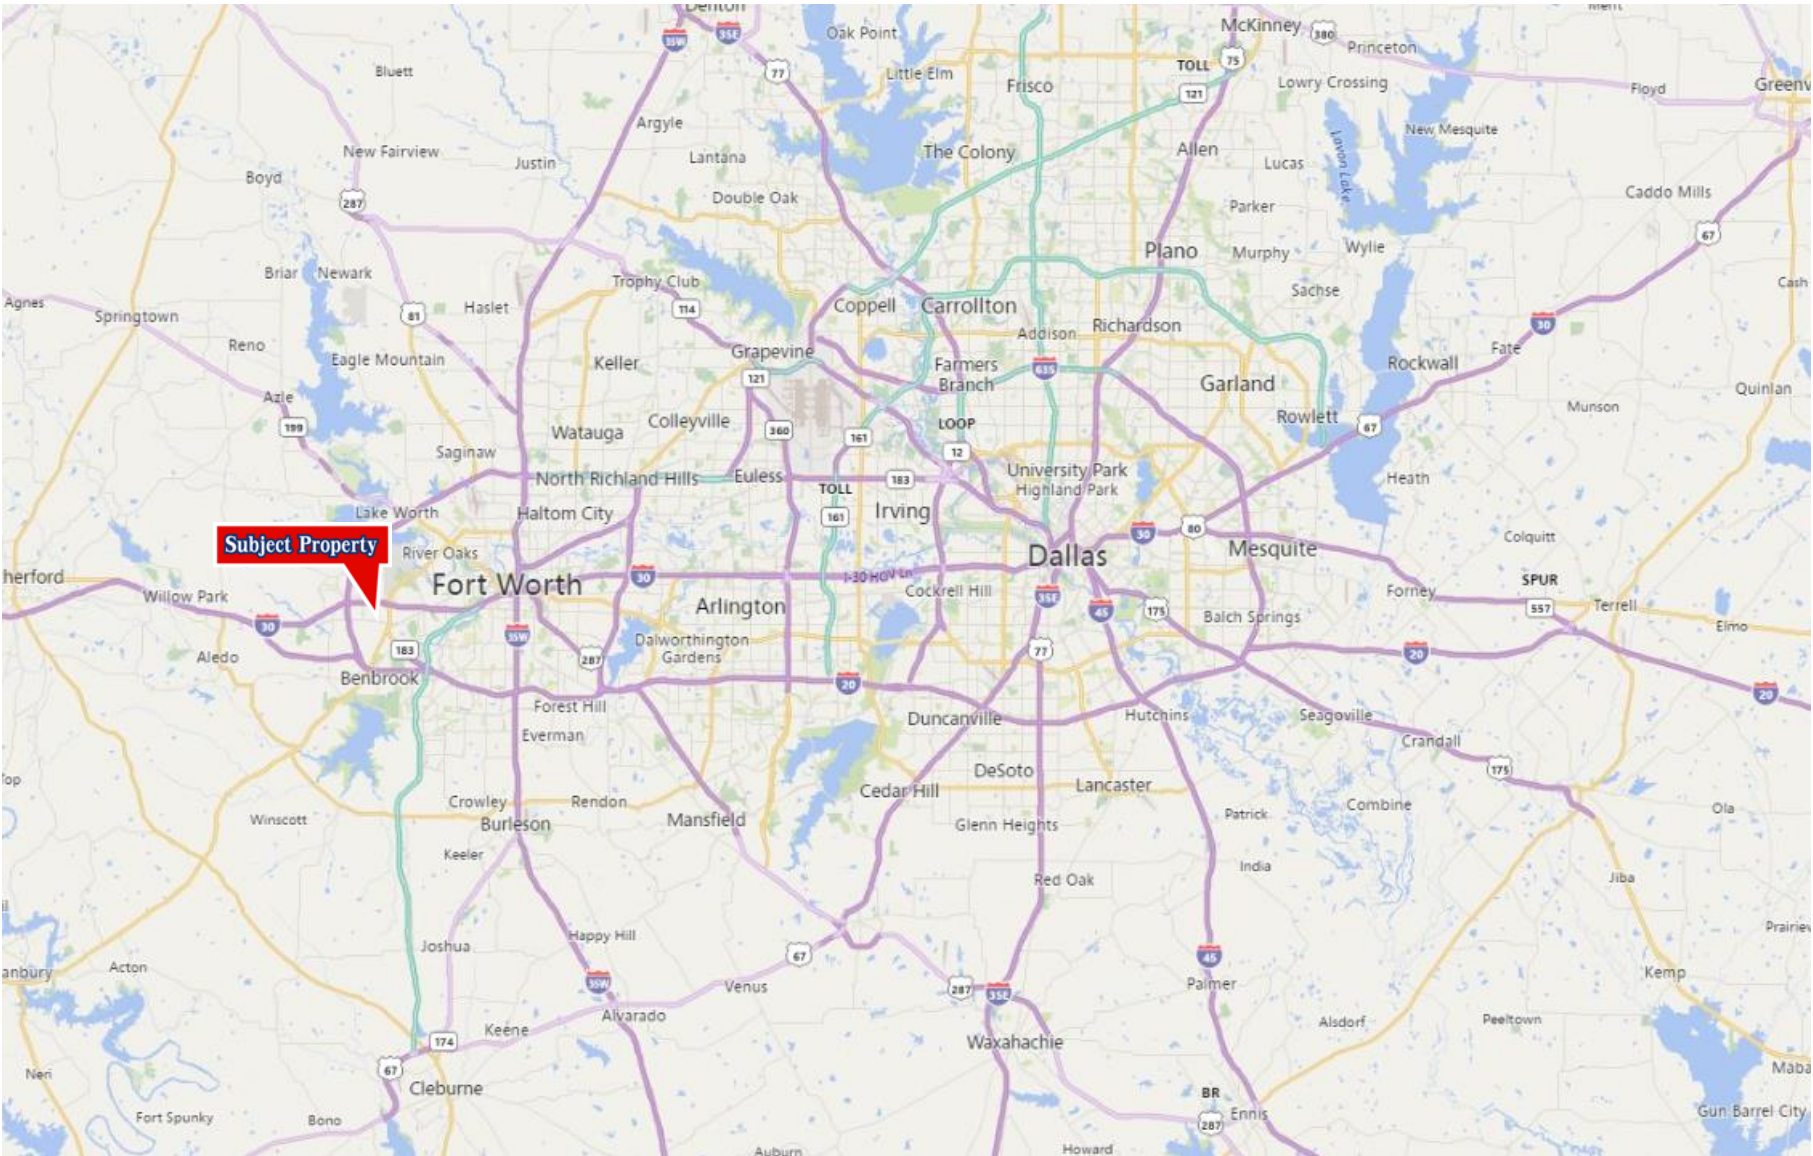 Denton
35W
35E
Oak Point
McKinney
380
Princeton
Bluett
77
Little Elm
Frisco
TOLL
75
121
Lowry Crossing
Floyd
Greenv
Argyle
New Mesquite
New Fairview
Justin
Lantana
The Colony
Allen
Lucas
Lavon Lake
Boyd
287
Double Oak
Parker
Caddo Mills
67
Plano
Murphy
Wylie
Briar
Newark
Trophy Club
Sachse
Cash
Agnes
Springtown
81
Haslet
114
Coppell
Carrollton
Addison
Richardson
30
Reno
Eagle Mountain
Keller
Grapevine
121
Farmers
Branch
635
Garland
Rockwall
Fate
Quinlan
Azle
199
Watauga
Colleyville
360
161
LOOP
12
Rowlett
67
Munson
Saginaw
North Richland Hills
Euless
TOLL
161
183
University Park
Highland Park
Heath
Lake Worth
Haltom City
Irving
30
80
Mesquite
Colquitt
Subject Property
River Oaks
Fort Worth
30
I-30 HOV Ln
Dallas
herford
Willow Park
30
Arlington
Cockrell Hill
35E
45
175
Balch Springs
Forney
SPUR
557
Terrell
Elmo
Aledo
183
35W
287
Dalworthington
Gardens
77
20
Benbrook
20
20
Forest Hill
Everman
Duncanville
Hutchins
Seagoville
Crandall
175
DeSoto
Lancaster
Cedar Hill
Winscott
Crowley
Rendon
Burleson
Mansfield
Glenn Heights
Patrick
Combine
Ola
Keeler
India
Red Oak
Jiba
Joshua
Happy Hill
67
45
Prairiev
anbury
Acton
35W
Venus
287
35E
Palmer
Kemp
Alvarado
Keene
174
Waxahachie
Alsdorf
Peeltown
67
Cleburne
Neri
Maba
Fort Spunky
Bono
BR
287
Ennis
Gun Barrel City
Auburn
Howard